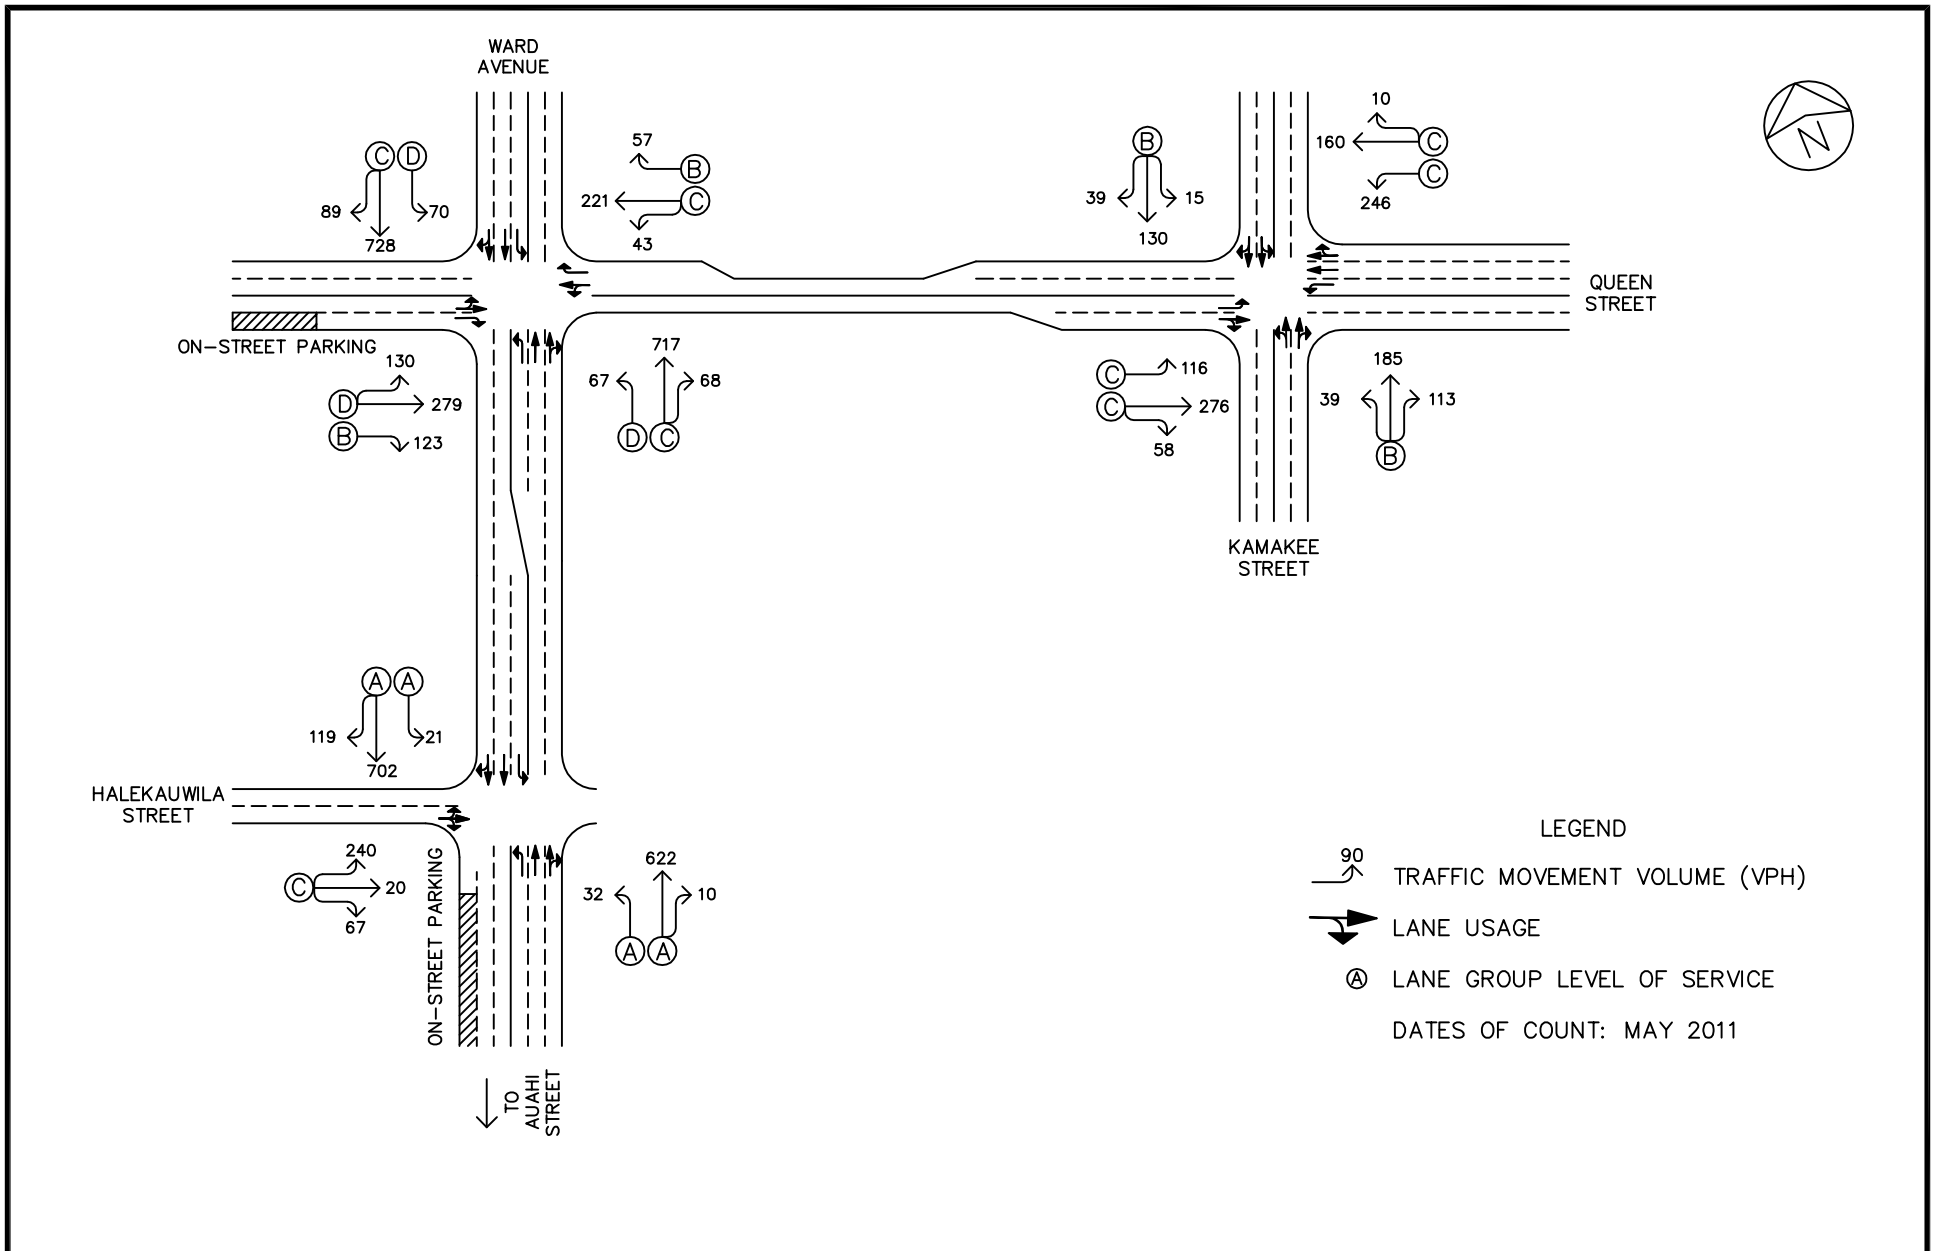 WARD
AVENUE
C D
89
728
70
57
B
221
C
43
B
39
15
130
10
160
C
C
246
N
QUEEN
STREET
ON-STREET PARKING
130
D
279
B
123
717
67
68
D C
C
116
C
276
58
185
39
113
B
KAMAKEE
STREET
A A
119
21
702
HALEKAUWILA
STREET
240
C
20
67
ON-STREET PARKING
622
32
10
A A
TO
AUAHI
STREET
LEGEND
90
TRAFFIC MOVEMENT VOLUME (VPH)
LANE USAGE
A LANE GROUP LEVEL OF SERVICE
DATES OF COUNT: MAY 2011